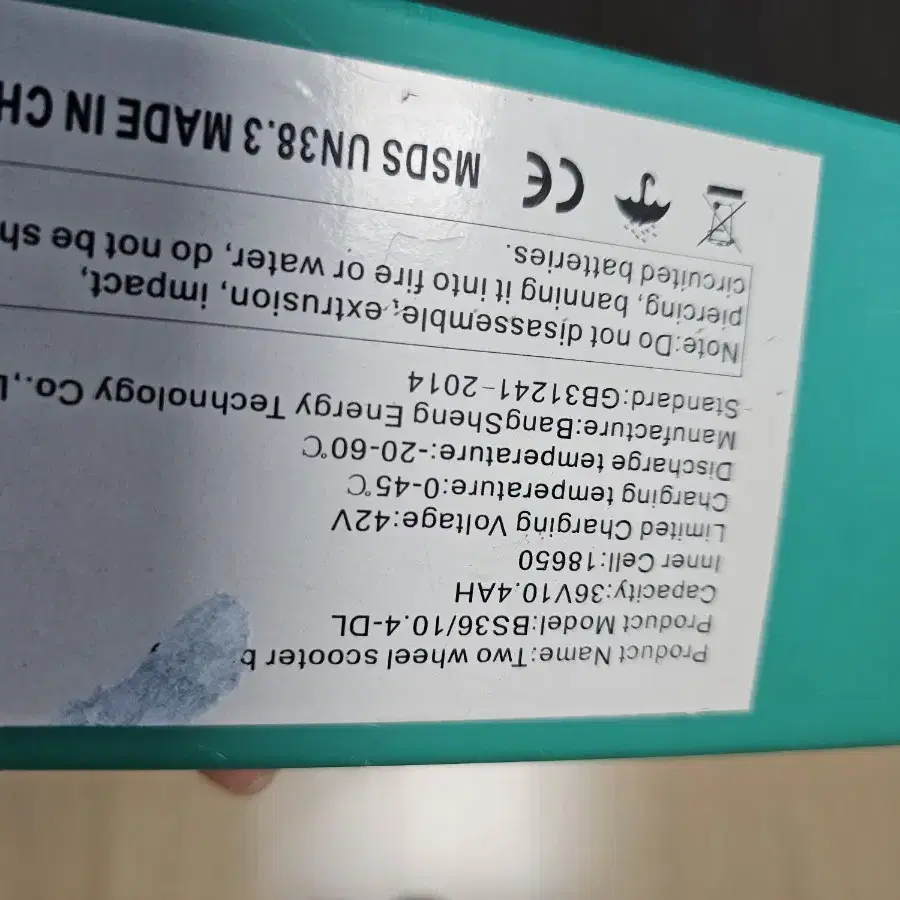 Product Name:Two wheel scooter b
Product Model:BS36/10.4-DL
Capacity:36V10.4AH
Inner Cell:18650
Limited Charging Voltage:42V
Charging temperature:0-45℃
Discharge temperature:-20-60℃
Manufacture:BangSheng Energy Technology Co.,L
Standard:GB31241-2014
Note:Do not disassemble, extrusion, impact,
piercing, banning it into fire or water, do not be sh
circuited batteries.
CE MSDS UN38.3 MADE IN CH